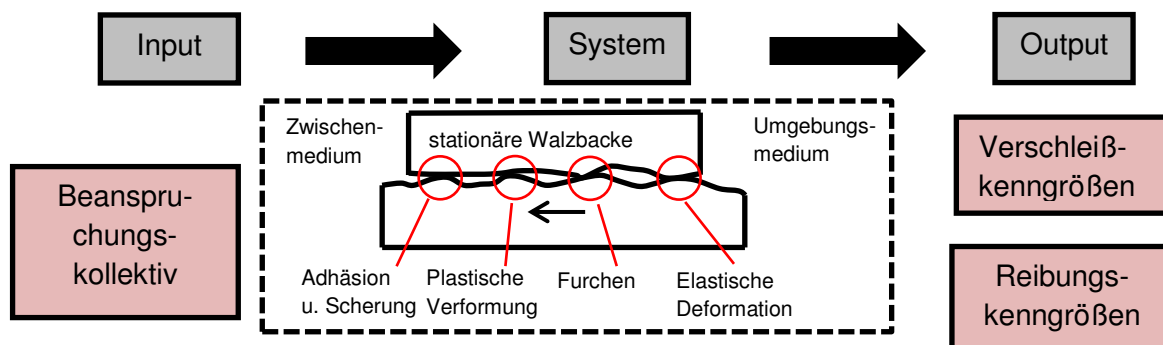 Input
System
Output
Zwischen-
medium
stationäre Walzbacke
Umgebungs-
medium
Beanspru-
chungs-
kollektiv
Adhäsion
u. Scherung
Plastische
Verformung
Furchen
Elastische
Deformation
Verschleiß-
kenngrößen
Reibungs-
kenngrößen